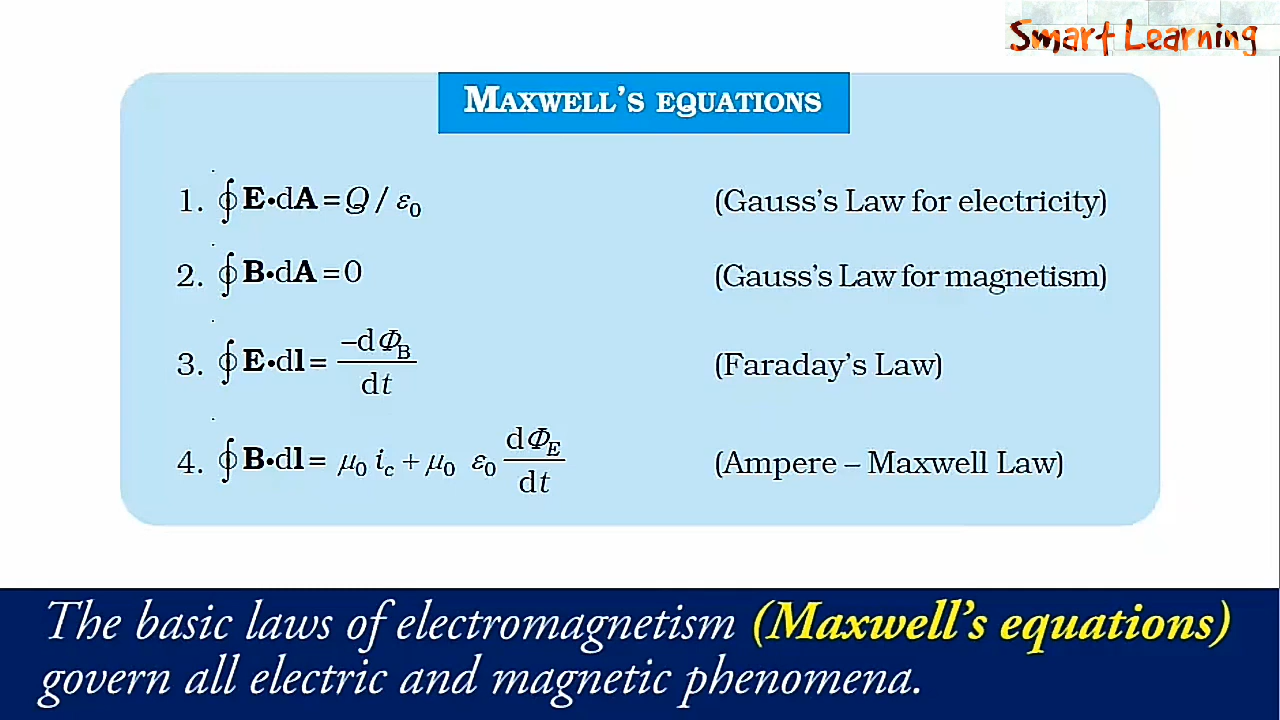 Smart Learning
MAXWELL'S EQUATIONS
1. ∮E•dA = Q / ε₀ (Gauss's Law for electricity)
2. ∮B•dA = 0 (Gauss's Law for magnetism)
3. ∮E•dl = –dΦ_B / dt (Faraday's Law)
4. ∮B•dl = μ₀ i_c + μ₀ ε₀ dΦ_E / dt (Ampere – Maxwell Law)
The basic laws of electromagnetism (Maxwell's equations)
govern all electric and magnetic phenomena.